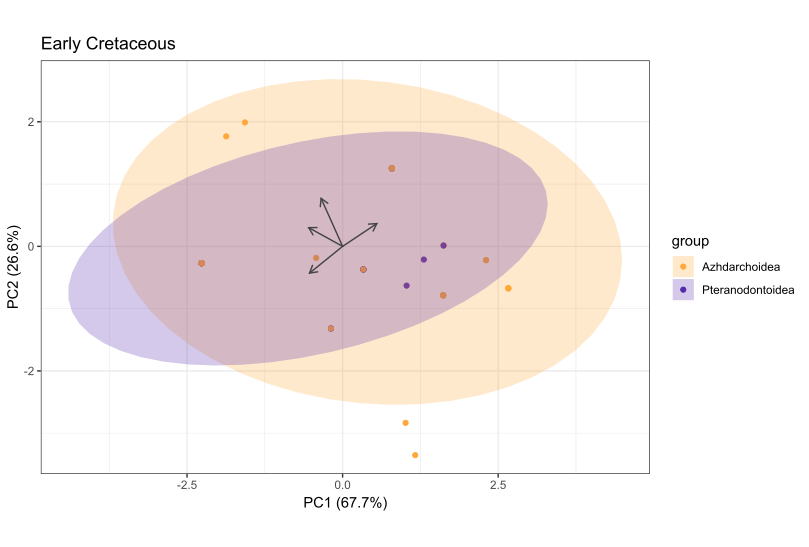 Early Cretaceous
2
0
-2
PC2 (26.6%)
-2.5
0.0
2.5
PC1 (67.7%)
group
Azhdarchoidea
Pteranodontoidea